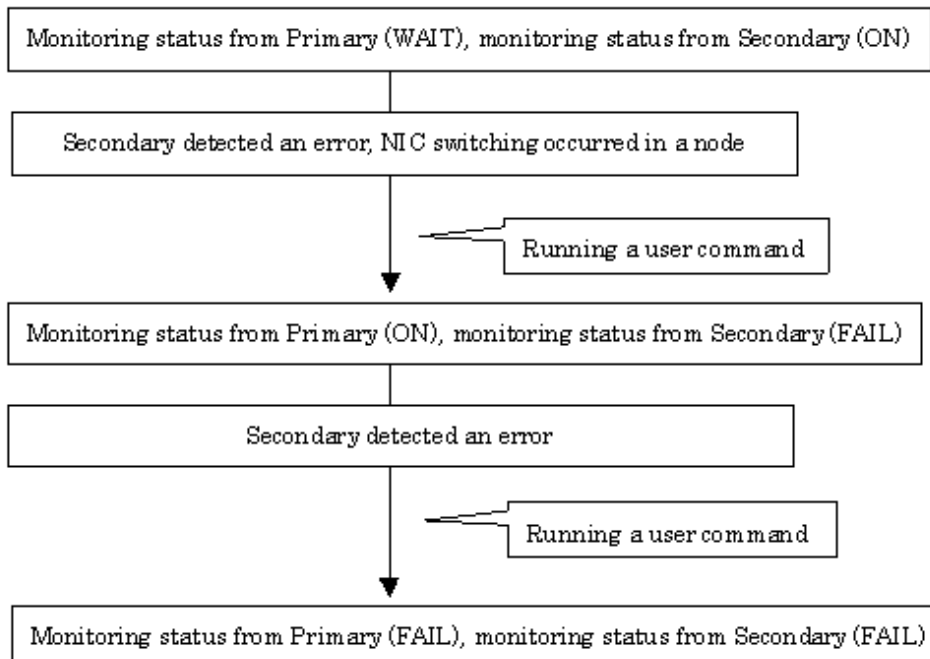 Monitoring status from Primary (WAIT), monitoring status from Secondary (ON)
Secondary detected an error, NIC switching occurred in a node
Running a user command
Monitoring status from Primary (ON), monitoring status from Secondary (FAIL)
Secondary detected an error
Running a user command
Monitoring status from Primary (FAIL), monitoring status from Secondary (FAIL)